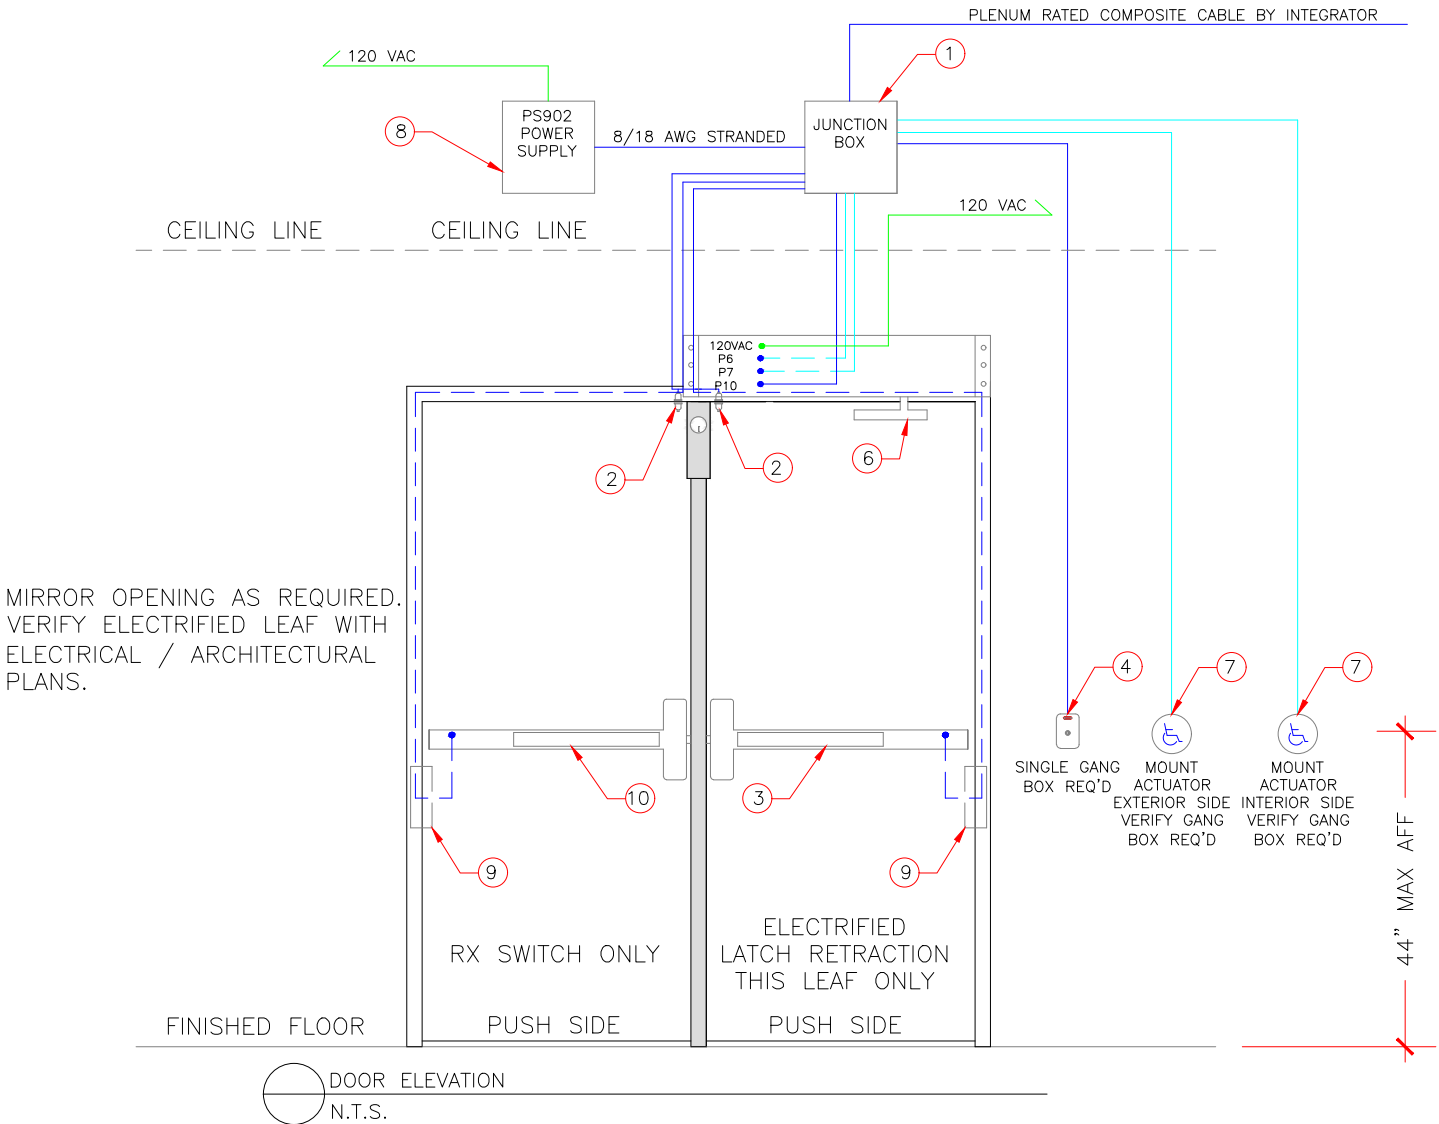 PLENUM RATED COMPOSITE CABLE BY INTEGRATOR
120 VAC
1
PS902
POWER
SUPPLY
8
8/18 AWG STRANDED
JUNCTION
BOX
120 VAC
CEILING LINE
CEILING LINE
120VAC
P6
P7
P10
2
2
6
MIRROR OPENING AS REQUIRED.
VERIFY ELECTRIFIED LEAF WITH
ELECTRICAL / ARCHITECTURAL
PLANS.
4
7
7
SINGLE GANG
BOX REQ'D
MOUNT
ACTUATOR
EXTERIOR SIDE
VERIFY GANG
BOX REQ'D
MOUNT
ACTUATOR
INTERIOR SIDE
VERIFY GANG
BOX REQ'D
10
3
9
9
44" MAX AFF
RX SWITCH ONLY
ELECTRIFIED
LATCH RETRACTION
THIS LEAF ONLY
FINISHED FLOOR
PUSH SIDE
PUSH SIDE
DOOR ELEVATION
N.T.S.